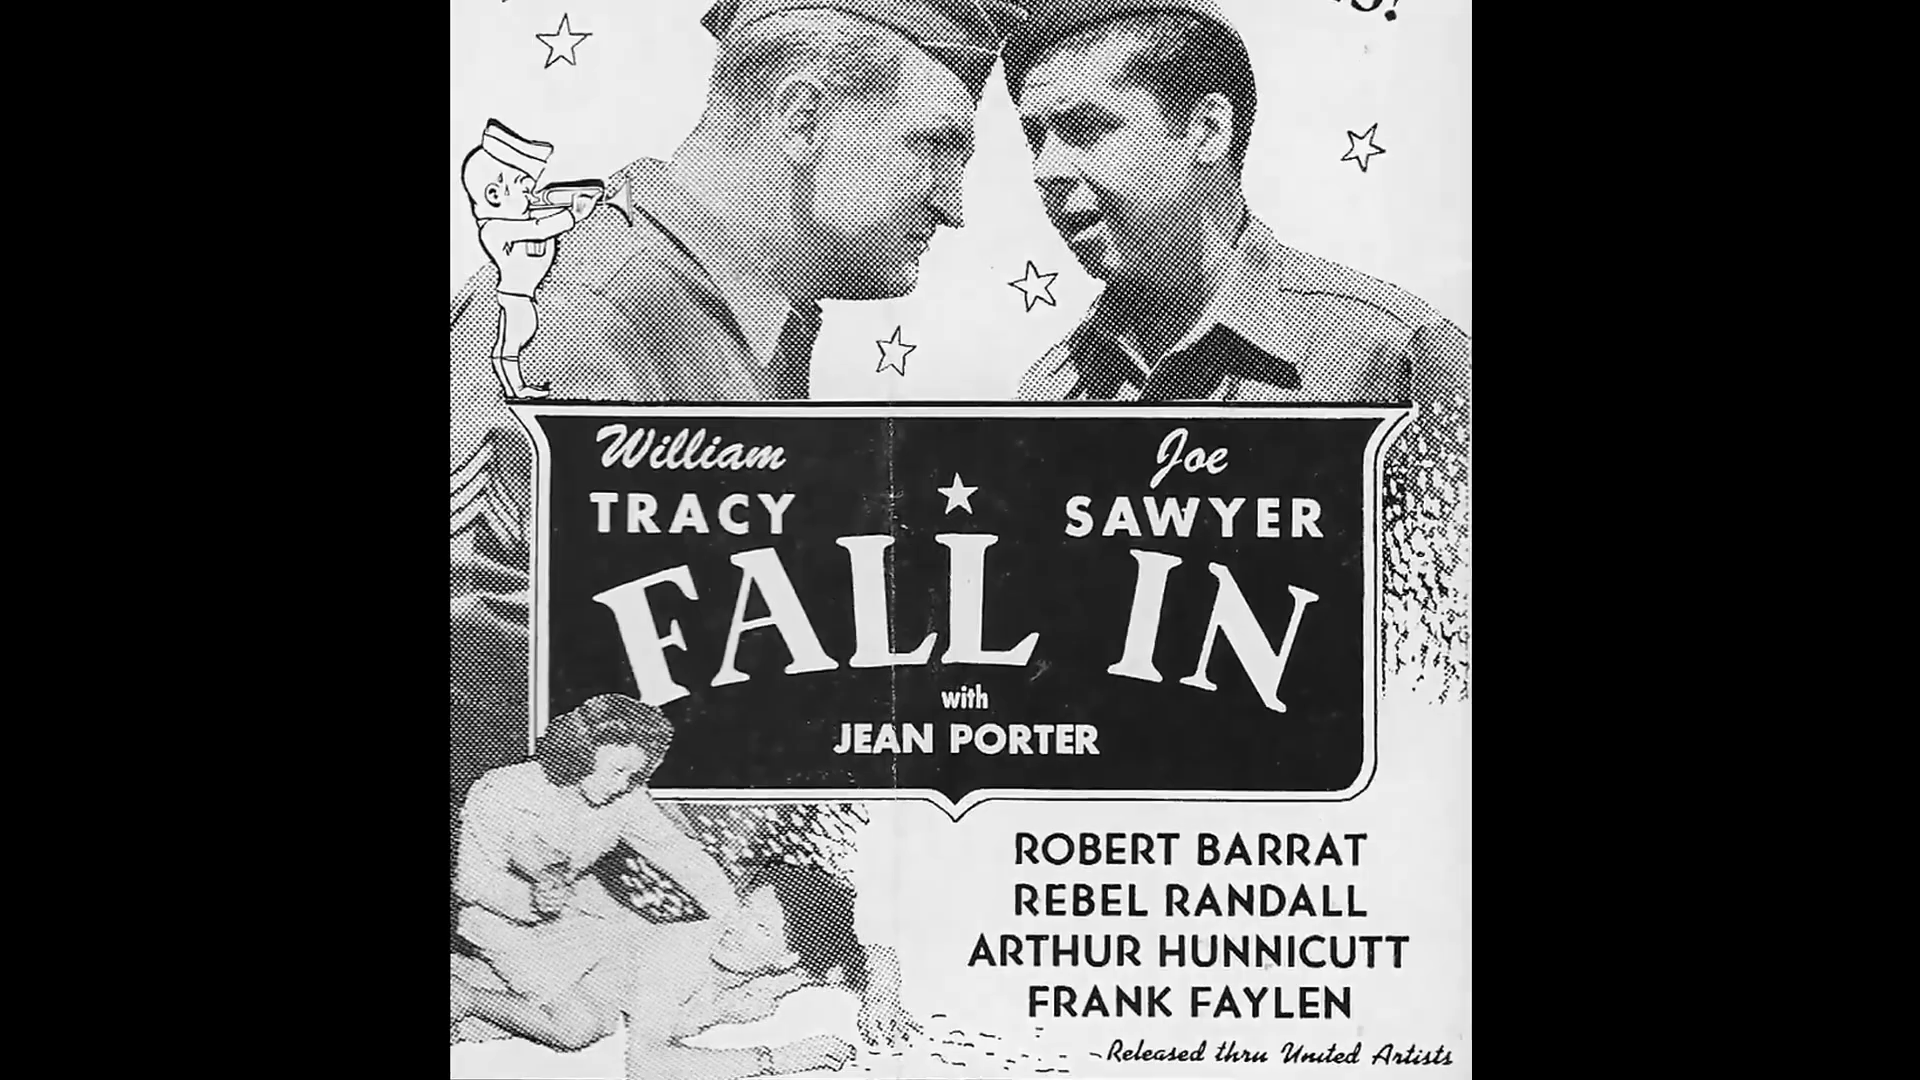 William
TRACY
Joe
SAWYER
FALL IN
with
JEAN PORTER
ROBERT BARRAT
REBEL RANDALL
ARTHUR HUNNICUTT
FRANK FAYLEN
Released thru United Artists